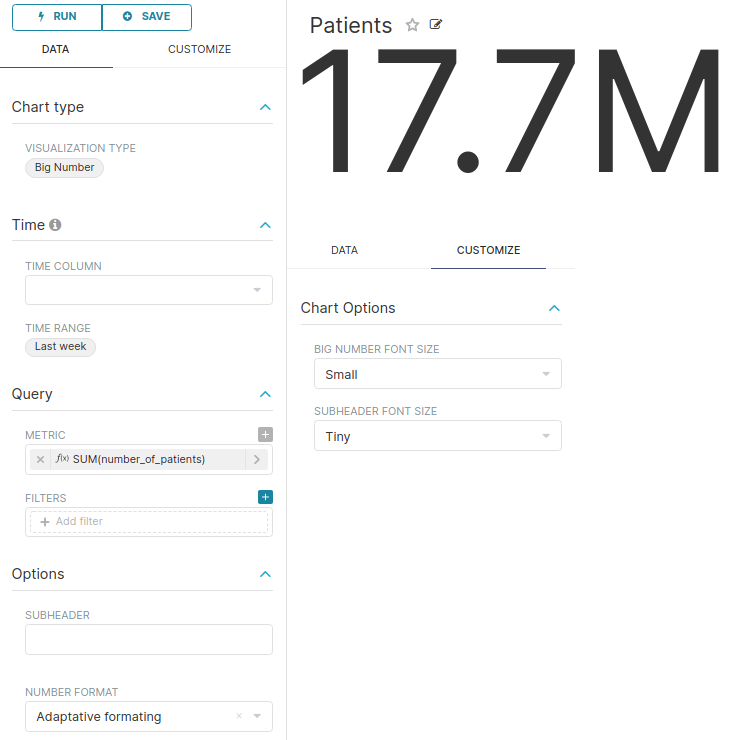 RUN
SAVE
DATA
CUSTOMIZE
Chart type
VISUALIZATION TYPE
Big Number
Time
TIME COLUMN
TIME RANGE
Last week
Query
METRIC
f(x) SUM(number_of_patients)
FILTERS
Add filter
Options
SUBHEADER
NUMBER FORMAT
Adaptative formating
Patients
17.7M
DATA
CUSTOMIZE
Chart Options
BIG NUMBER FONT SIZE
Small
SUBHEADER FONT SIZE
Tiny